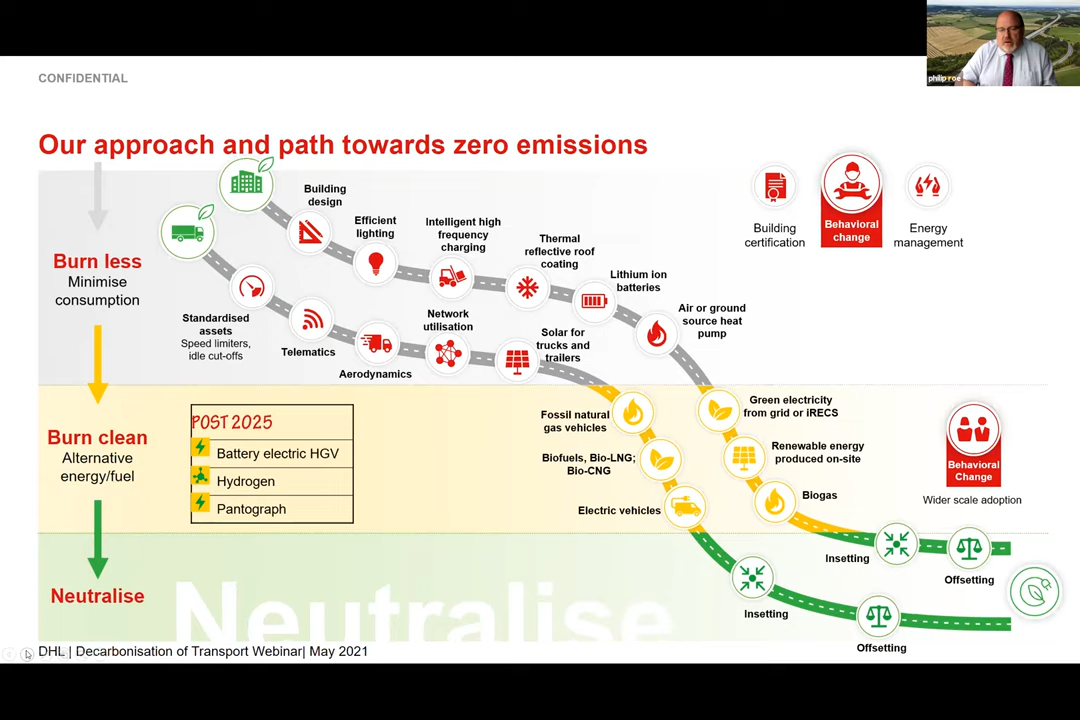 philip roe
CONFIDENTIAL
Our approach and path towards zero emissions
Burn less
Minimise
consumption
Building
design
Efficient
lighting
Intelligent high
frequency
charging
Thermal
reflective roof
coating
Lithium ion
batteries
Air or ground
source heat
pump
Standardised
assets
Speed limiters,
idle cut-offs
Telematics
Aerodynamics
Network
utilisation
Solar for
trucks and
trailers
Building
certification
Behavioral
change
Energy
management
Burn clean
Alternative
energy/fuel
POST 2025
Battery electric HGV
Hydrogen
Pantograph
Fossil natural
gas vehicles
Biofuels, Bio-LNG;
Bio-CNG
Electric vehicles
Green electricity
from grid or iRECS
Renewable energy
produced on-site
Biogas
Behavioral
Change
Wider scale adoption
Neutralise
Neutralise
Insetting
Offsetting
Insetting
Offsetting
DHL | Decarbonisation of Transport Webinar| May 2021